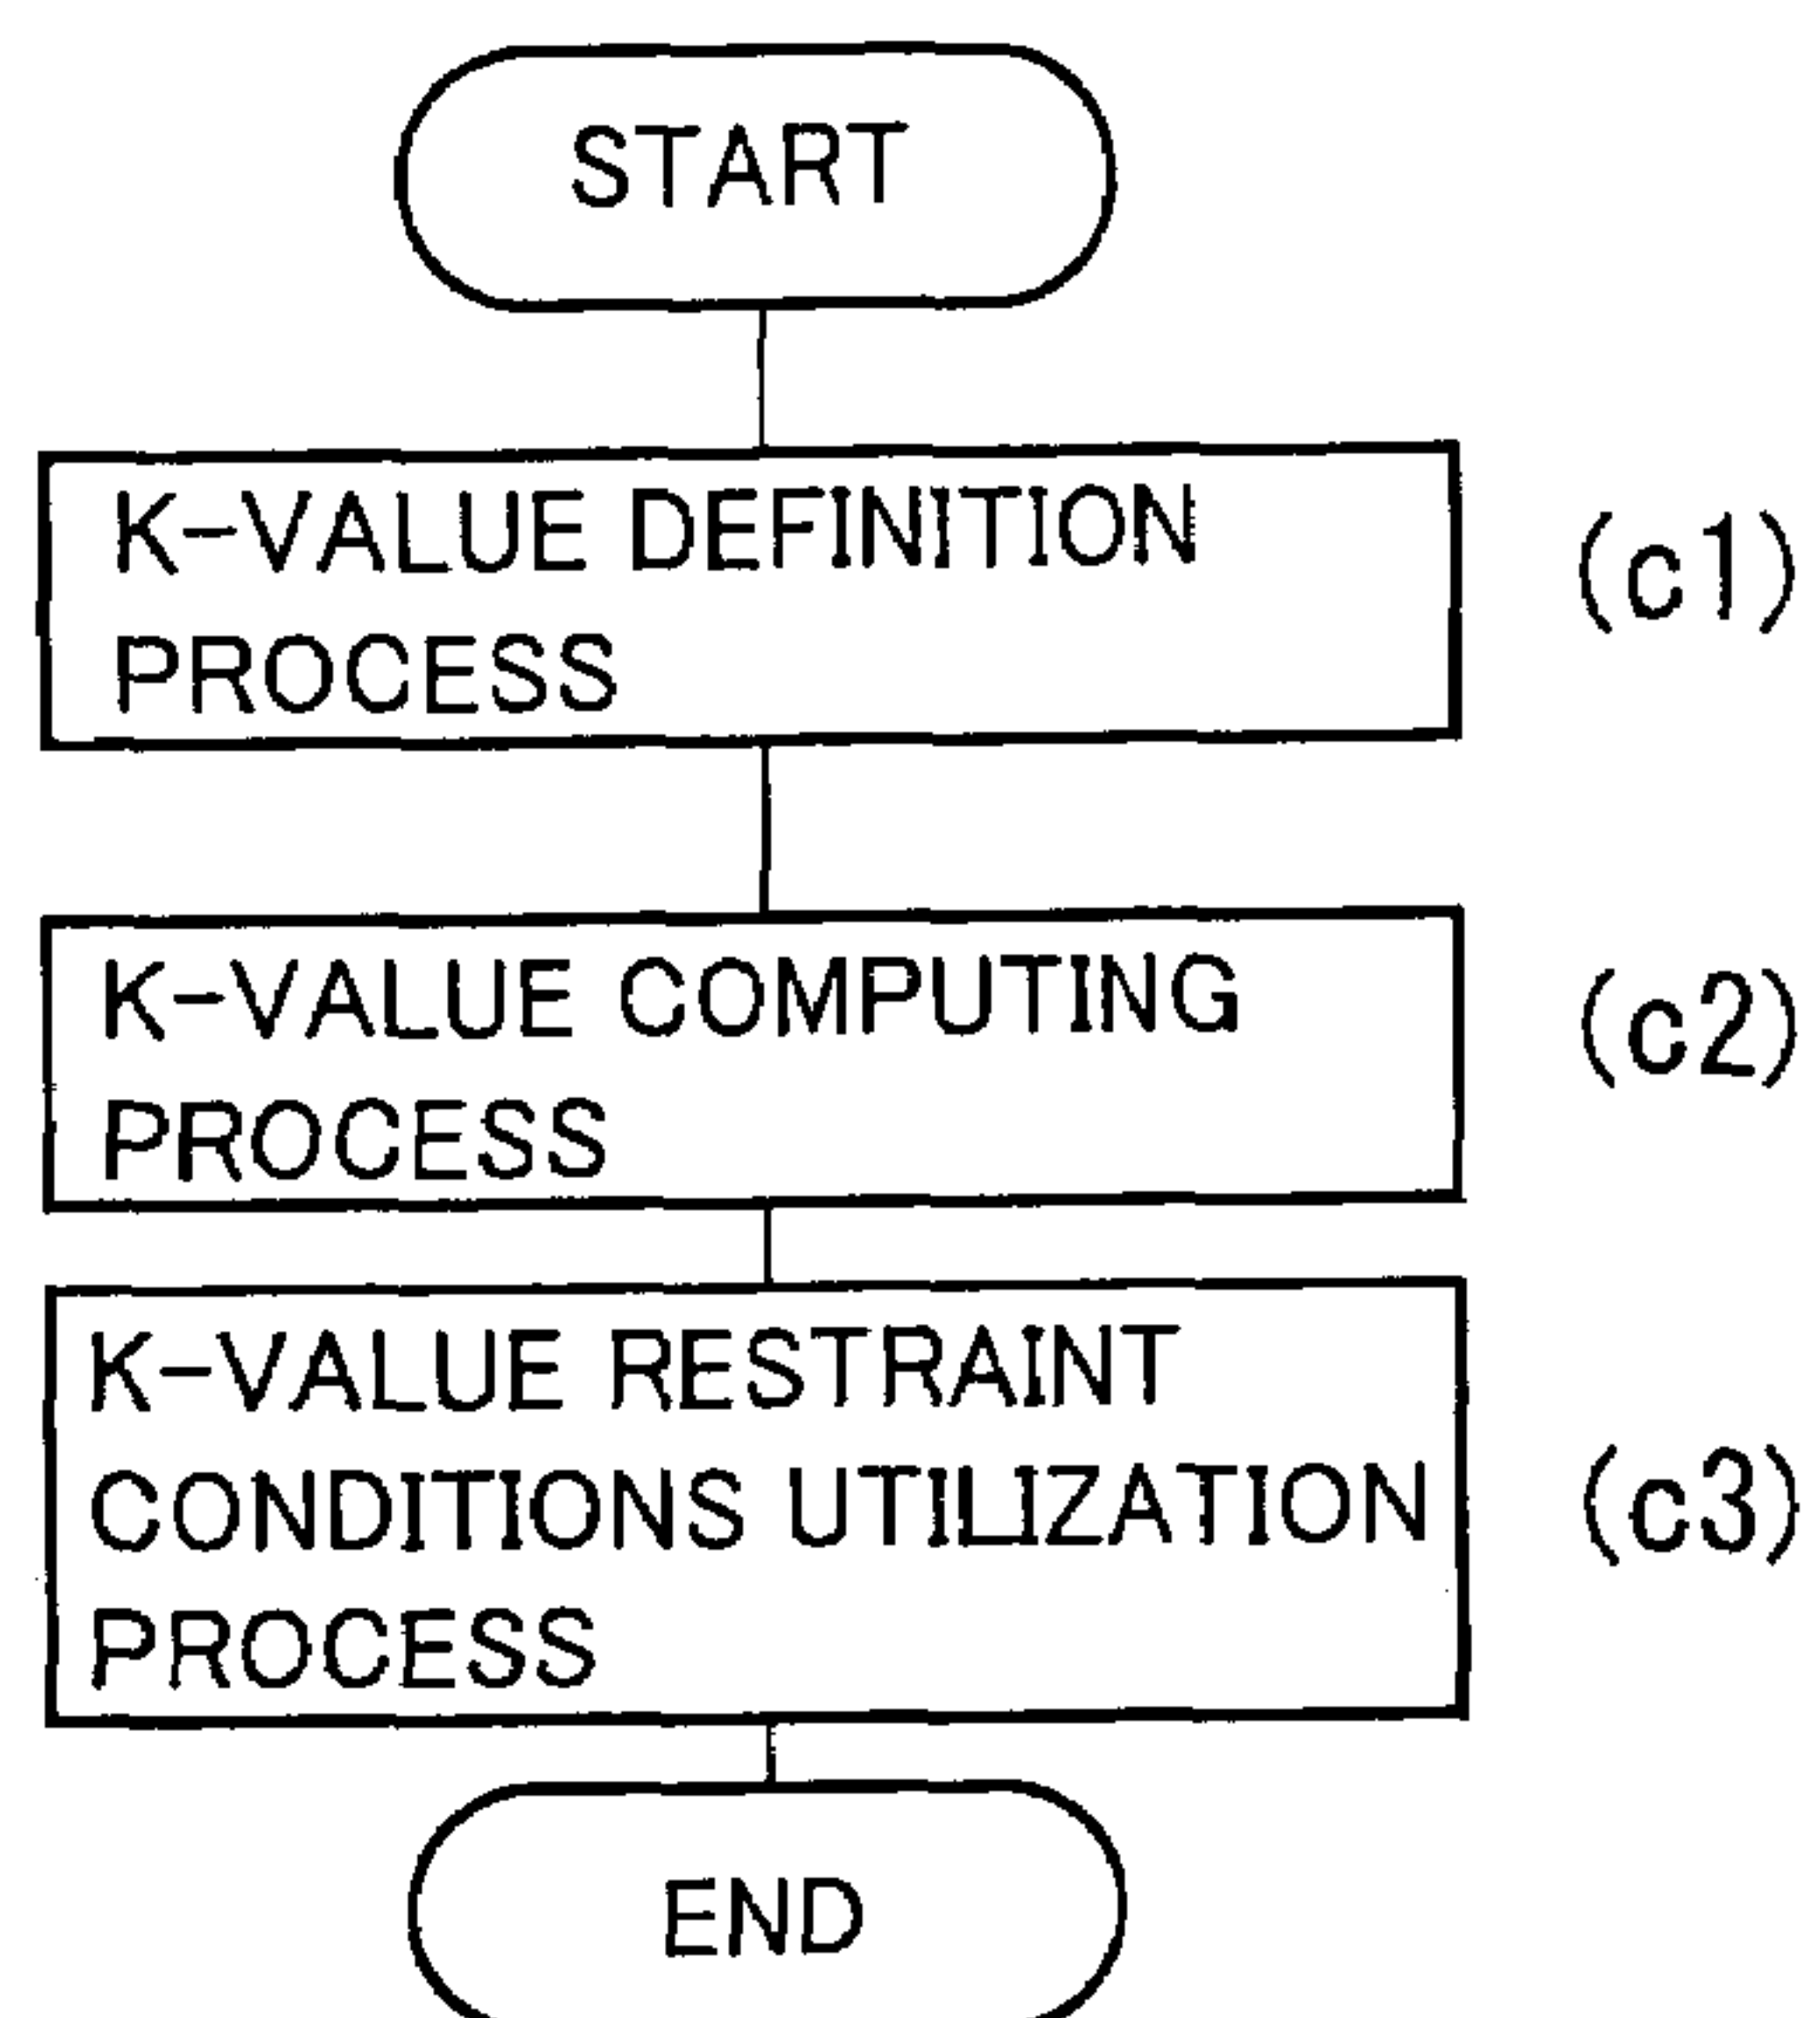 START
K-VALUE DEFINITION
PROCESS
(c1)
K-VALUE COMPUTING
PROCESS
(c2)
K-VALUE RESTRAINT
CONDITIONS UTILIZATION
PROCESS
(c3)
END